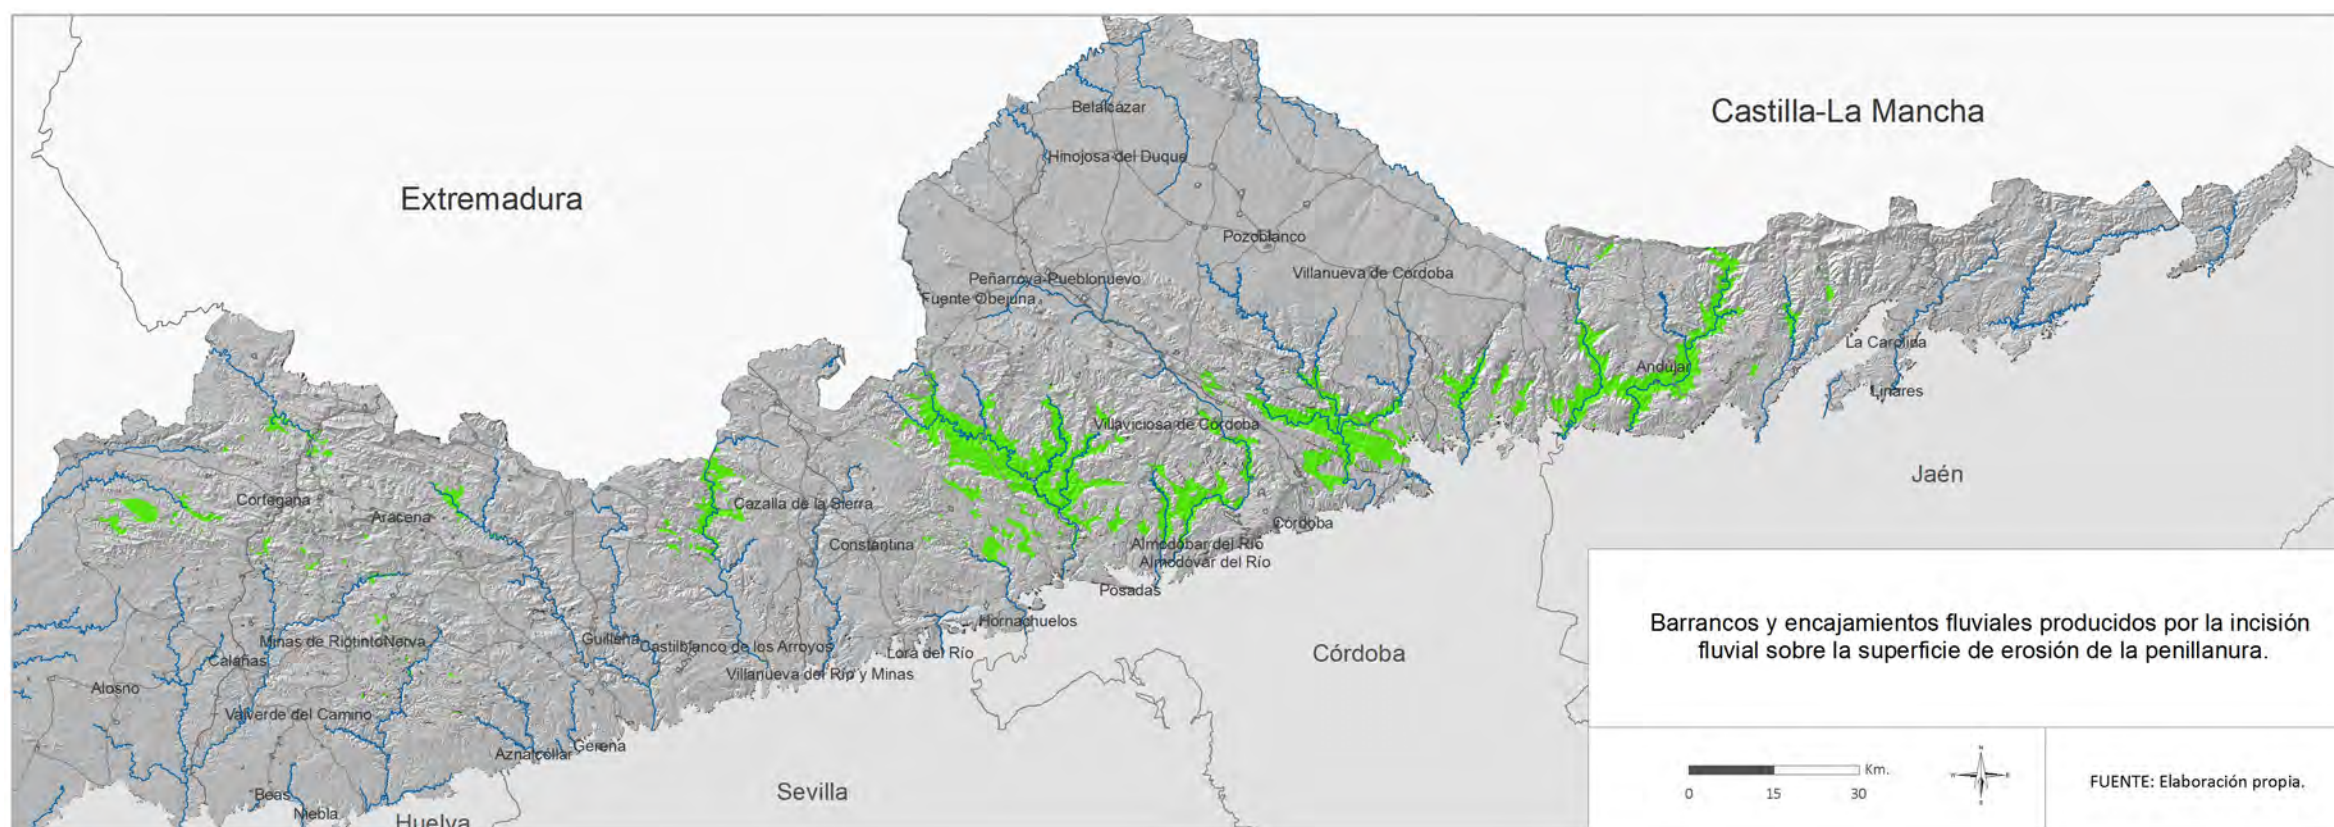 Castilla-La Mancha
Extremadura
Belalcázar
Hinojosa del Duque
Pozoblanco
Villanueva de Córdoba
Peñarroya-Pueblonuevo
Fuente Obejuna
La Carolina
Andújar
Linares
Villaviciosa de Córdoba
Jaén
Cortegana
Aracena
Cazalla de la Sierra
Constantina
Córdoba
Almodóbar del Río
Almodóvar del Río
Posadas
Hornachuelos
Minas de Riotinto
Nerva
Guillena
Castilblanco de los Arroyos
Lora del Río
Calañas
Villanueva del Río y Minas
Alosno
Valverde del Camino
Aznalcóllar
Gerena
Beas
Niebla
Huelva
Sevilla
Córdoba
Barrancos y encajamientos fluviales producidos por la incisión
fluvial sobre la superficie de erosión de la penillanura.
Km.
0 15 30
N
W E
S
FUENTE: Elaboración propia.